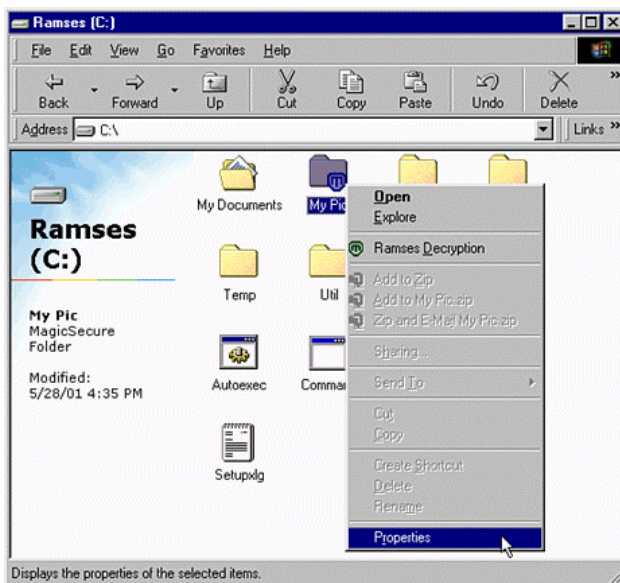 Ramses (C:)
File Edit View Go Favorites Help
Back Forward Up Cut Copy Paste Undo Delete »
Address C:\ Links »
Ramses
(C:)
My Pic
MagicSecure
Folder
Modified:
5/28/01 4:35 PM
My Documents
My Pic
Temp
Util
Autoexec
Comman
Setupxlg
Open
Explore
Ramses Decryption
Add to Zip
Add to My Pic.zip
Zip and E-Mail My Pic.zip
Sharing...
Send To
Cut
Copy
Create Shortcut
Delete
Rename
Properties
Displays the properties of the selected items.